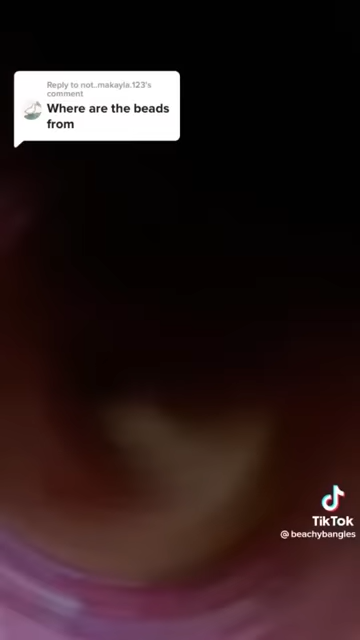 Reply to not..makayla.123's
comment
Where are the beads
from
TikTok
@ beachybangles